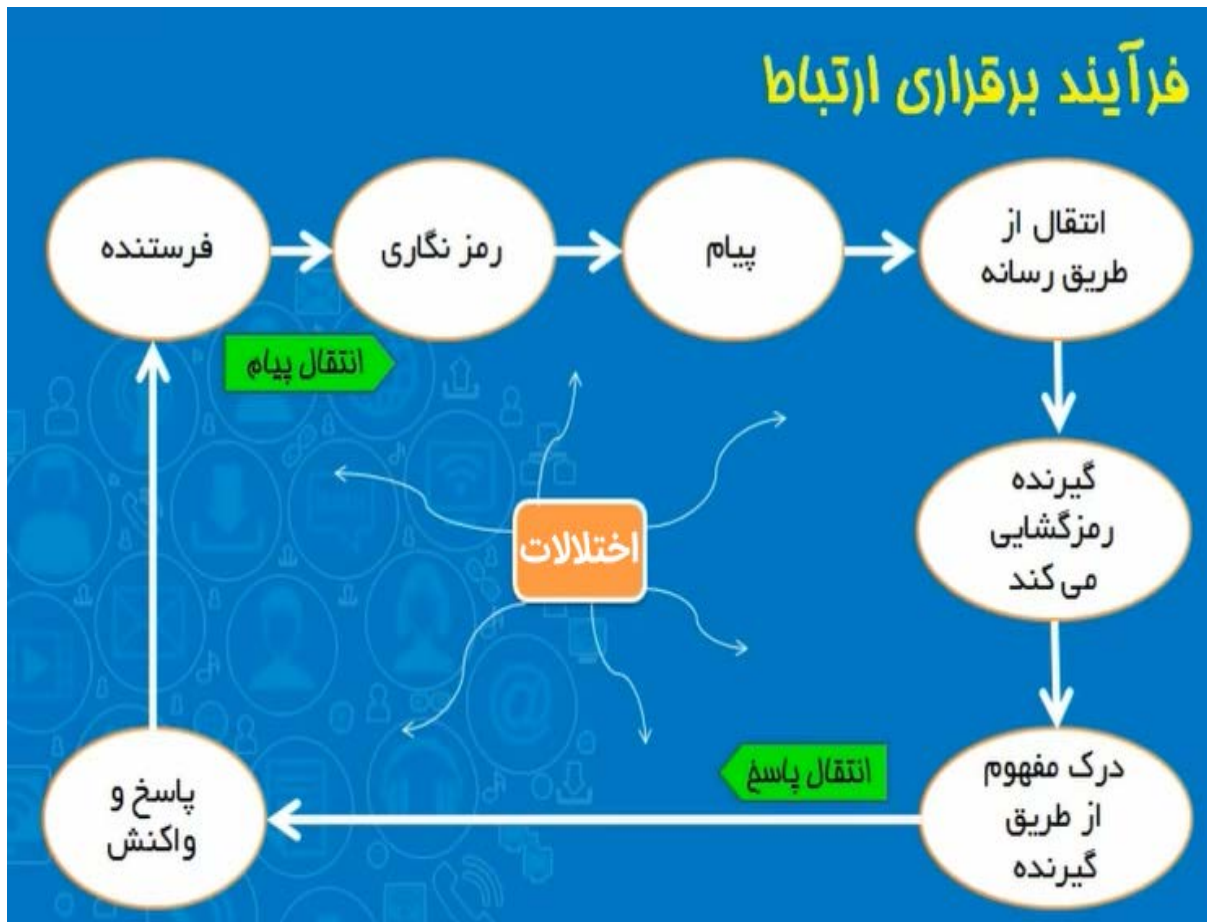 فرآیند برقراری ارتباط
فرستنده
رمز نگاری
پیام
انتقال از
طریق رسانه
انتقال پیام
گیرنده
رمزگشایی
می کند
اختلالات
درک مفهوم
از طریق
گیرنده
انتقال پاسخ
پاسخ و
واکنش